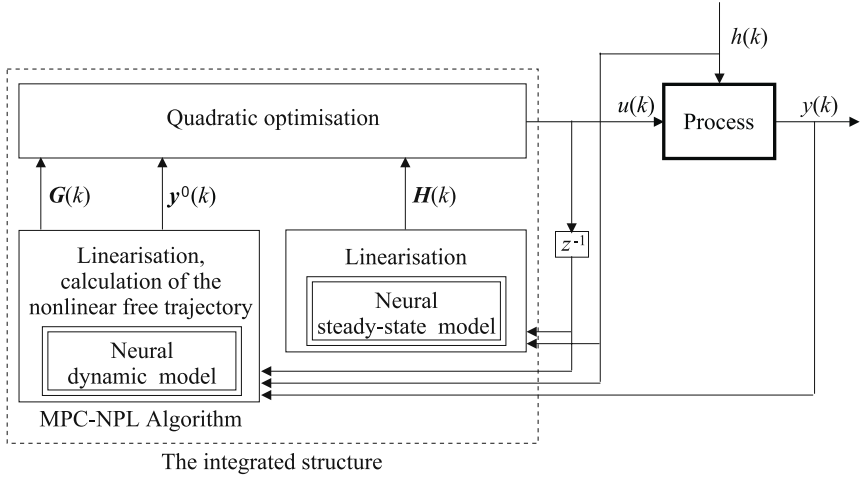 h(k)
Quadratic optimisation
u(k)
Process
y(k)
G(k)
y⁰(k)
H(k)
Linearisation,
calculation of the
nonlinear free trajectory
Neural
dynamic model
Linearisation
Neural
steady-state model
z⁻¹
MPC-NPL Algorithm
The integrated structure